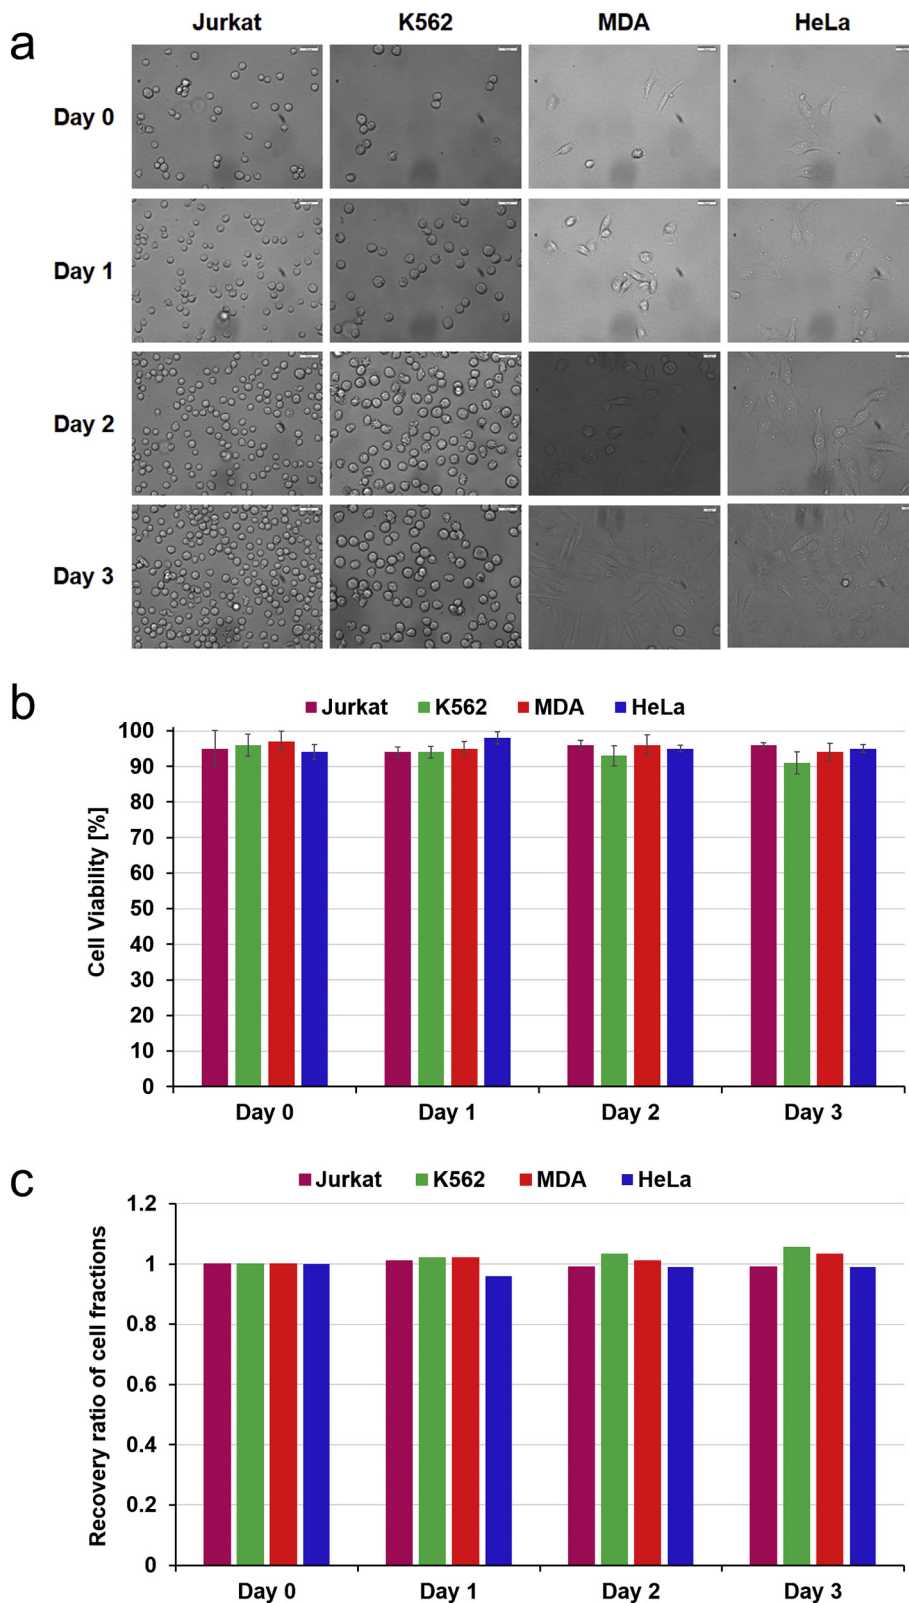 a
Jurkat K562 MDA HeLa
Day 0
Day 1
Day 2
Day 3
b
Jurkat K562 MDA HeLa
Cell Viability [%]
100
90
80
70
60
50
40
30
20
10
0
Day 0 Day 1 Day 2 Day 3
c
Jurkat K562 MDA HeLa
Recovery ratio of cell fractions
1.2
1
0.8
0.6
0.4
0.2
0
Day 0 Day 1 Day 2 Day 3